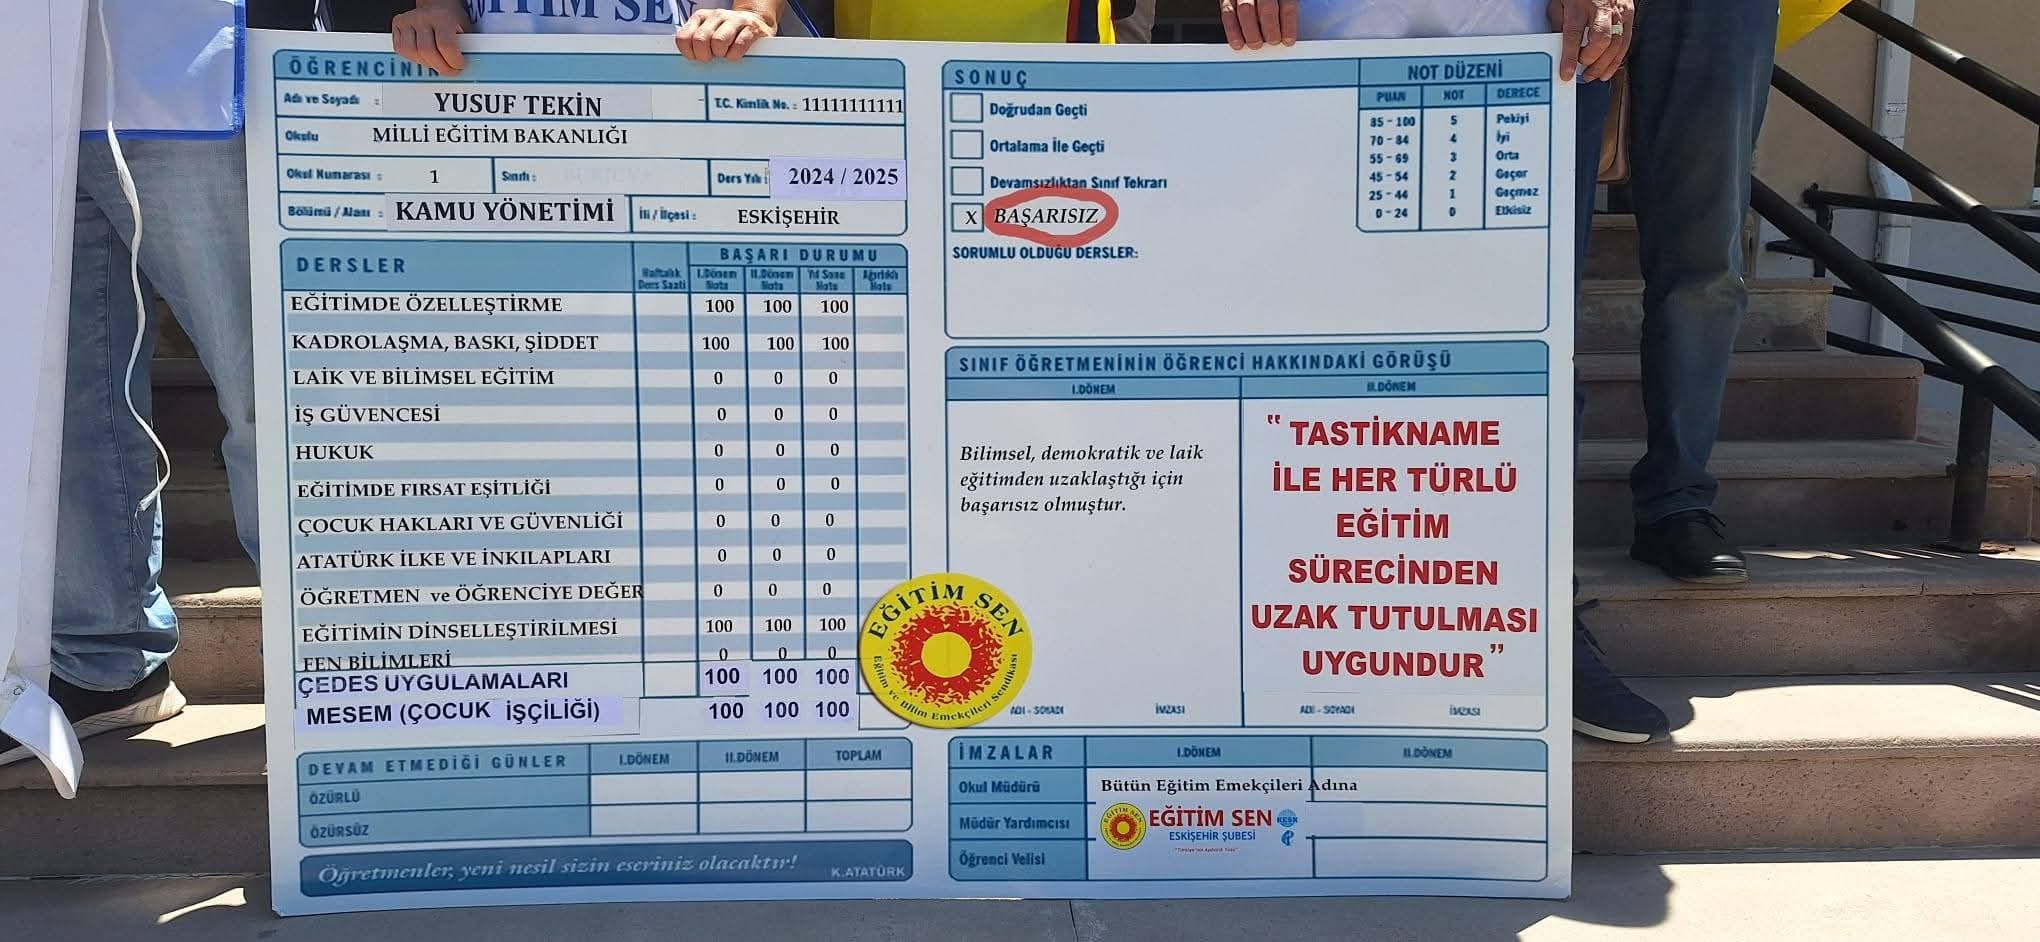 EĞİTİM SEN
ÖĞRENCİNİN
Adı ve Soyadı : YUSUF TEKİN
T.C. Kimlik No. : 11111111111
Okulu MİLLİ EĞİTİM BAKANLIĞI
Okul Numarası : 1
Sınıfı :
Ders Yılı : 2024 / 2025
Bölümü / Alanı : KAMU YÖNETİMİ
İli / İlçesi : ESKİŞEHİR
DERSLER
Haftalık Ders Saati
BAŞARI DURUMU
I.Dönem Notu II.Dönem Notu Yıl Sonu Notu Ağırlıklı Notu
EĞİTİMDE ÖZELLEŞTİRME 100 100 100
KADROLAŞMA, BASKI, ŞİDDET 100 100 100
LAİK VE BİLİMSEL EĞİTİM 0 0 0
İŞ GÜVENCESİ 0 0 0
HUKUK 0 0 0
EĞİTİMDE FIRSAT EŞİTLİĞİ 0 0 0
ÇOCUK HAKLARI VE GÜVENLİĞİ 0 0 0
ATATÜRK İLKE VE İNKILAPLARI 0 0 0
ÖĞRETMEN ve ÖĞRENCİYE DEĞER 0 0 0
EĞİTİMİN DİNSELLEŞTİRİLMESİ 100 100 100
FEN BİLİMLERİ 0 0 0
ÇEDES UYGULAMALARI 100 100 100
MESEM (ÇOCUK İŞÇİLİĞİ) 100 100 100
DEVAM ETMEDİĞİ GÜNLER I.DÖNEM II.DÖNEM TOPLAM
ÖZÜRLÜ
ÖZÜRSÜZ
Öğretmenler, yeni nesil sizin eseriniz olacaktır!
K.ATATÜRK
EĞİTİM SEN
Eğitim ve Bilim Emekçileri Sendikası
SONUÇ
Doğrudan Geçti
Ortalama İle Geçti
Devamsızlıktan Sınıf Tekrarı
X BAŞARISIZ
SORUMLU OLDUĞU DERSLER:
NOT DÜZENİ
PUAN NOT DERECE
85 - 100 5 Pekiyi
70 - 84 4 İyi
55 - 69 3 Orta
45 - 54 2 Geçer
25 - 44 1 Geçmez
0 - 24 0 Etkisiz
SINIF ÖĞRETMENİNİN ÖĞRENCİ HAKKINDAKİ GÖRÜŞÜ
I.DÖNEM II.DÖNEM
Bilimsel, demokratik ve laik
eğitimden uzaklaştığı için
başarısız olmuştur.
" TASTİKNAME
İLE HER TÜRLÜ
EĞİTİM
SÜRECİNDEN
UZAK TUTULMASI
UYGUNDUR "
ADI - SOYADI İMZASI
ADI - SOYADI İMZASI
İMZALAR I.DÖNEM II.DÖNEM
Okul Müdürü
Müdür Yardımcısı
Öğrenci Velisi
Bütün Eğitim Emekçileri Adına
EĞİTİM SEN
EĞİTİM SEN KESK
ESKİŞEHİR ŞUBESİ